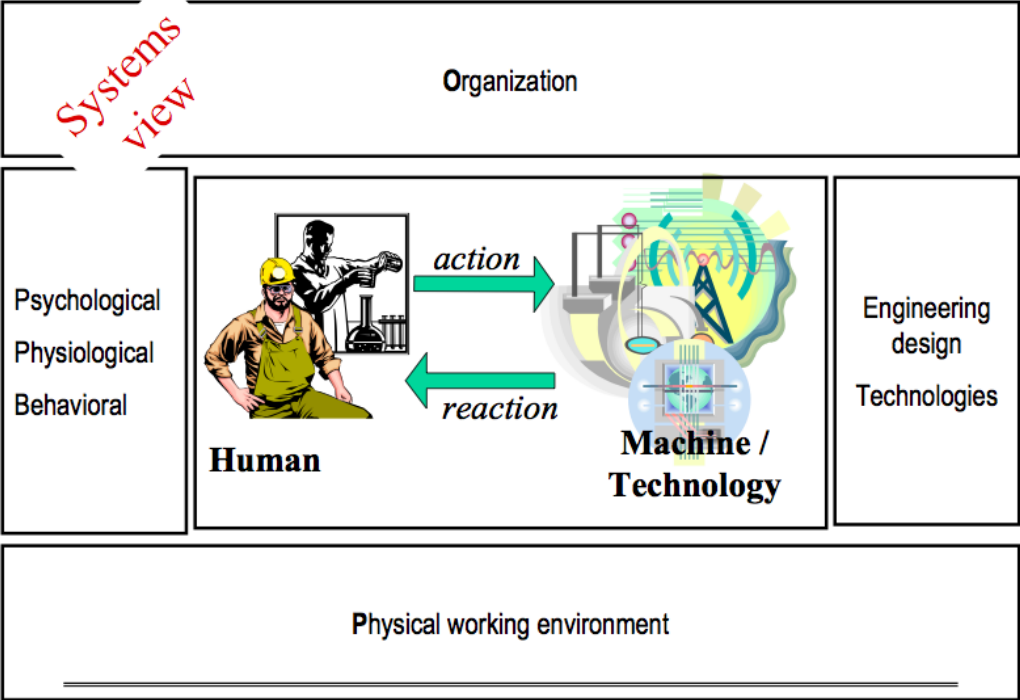 Systems
view
Organization
Psychological
Physiological
Behavioral
action
reaction
Human
Machine /
Technology
Engineering
design
Technologies
Physical working environment